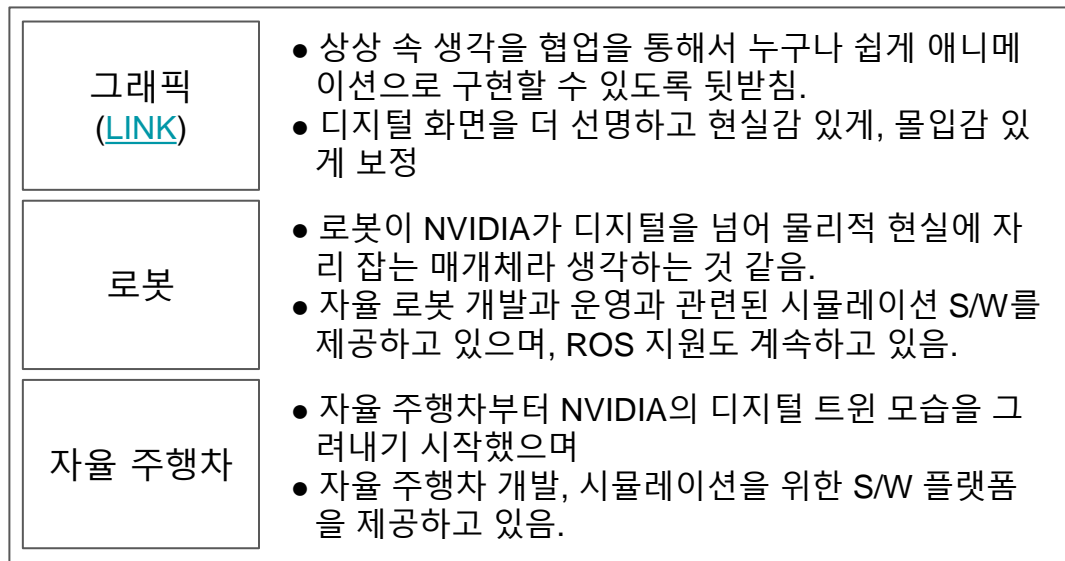 그래픽
(LINK)
● 상상 속 생각을 협업을 통해서 누구나 쉽게 애니메
이션으로 구현할 수 있도록 뒷받침.
● 디지털 화면을 더 선명하고 현실감 있게, 몰입감 있
게 보정
로봇
● 로봇이 NVIDIA가 디지털을 넘어 물리적 현실에 자
리 잡는 매개체라 생각하는 것 같음.
● 자율 로봇 개발과 운영과 관련된 시뮬레이션 S/W를
제공하고 있으며, ROS 지원도 계속하고 있음.
자율 주행차
● 자율 주행차부터 NVIDIA의 디지털 트윈 모습을 그
려내기 시작했으며
● 자율 주행차 개발, 시뮬레이션을 위한 S/W 플랫폼
을 제공하고 있음.